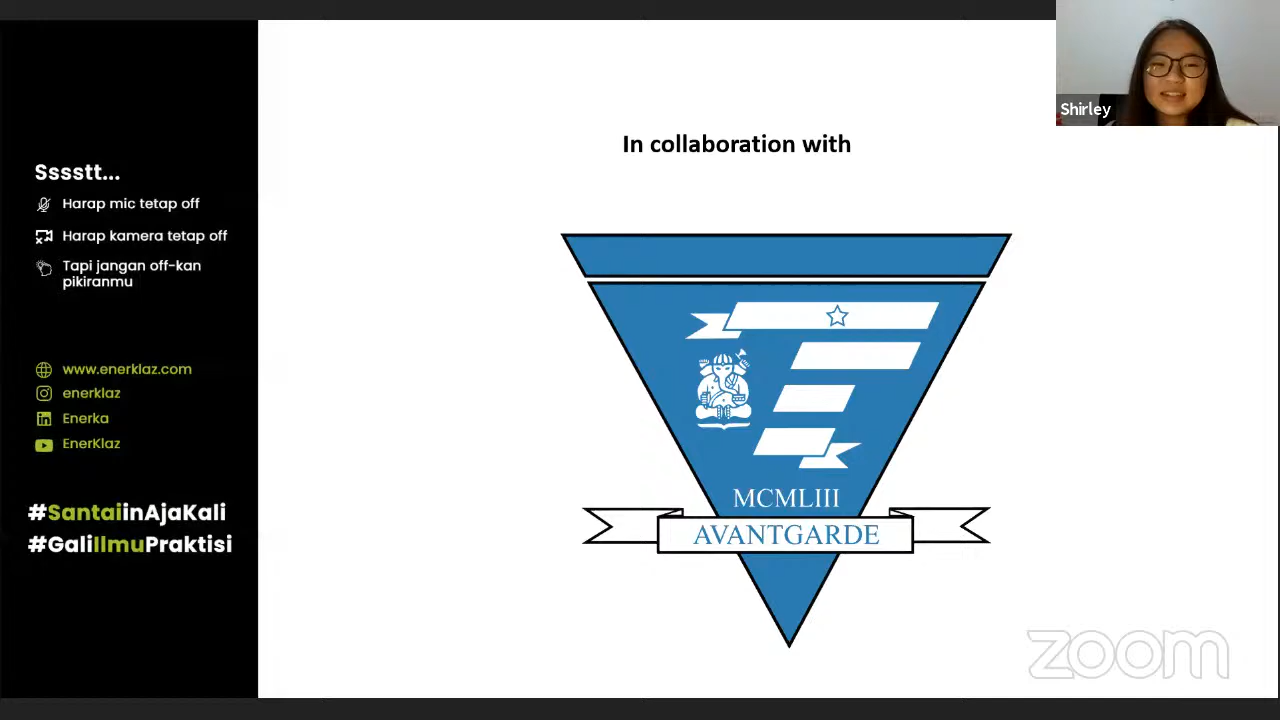 Sssstt...
Harap mic tetap off
Harap kamera tetap off
Tapi jangan off-kan
pikiranmu
www.enerklaz.com
enerklaz
Enerka
EnerKlaz
#SantaiinAjaKali
#GaliIlmuPraktisi
In collaboration with
MCMLIII
AVANTGARDE
Shirley
zoom